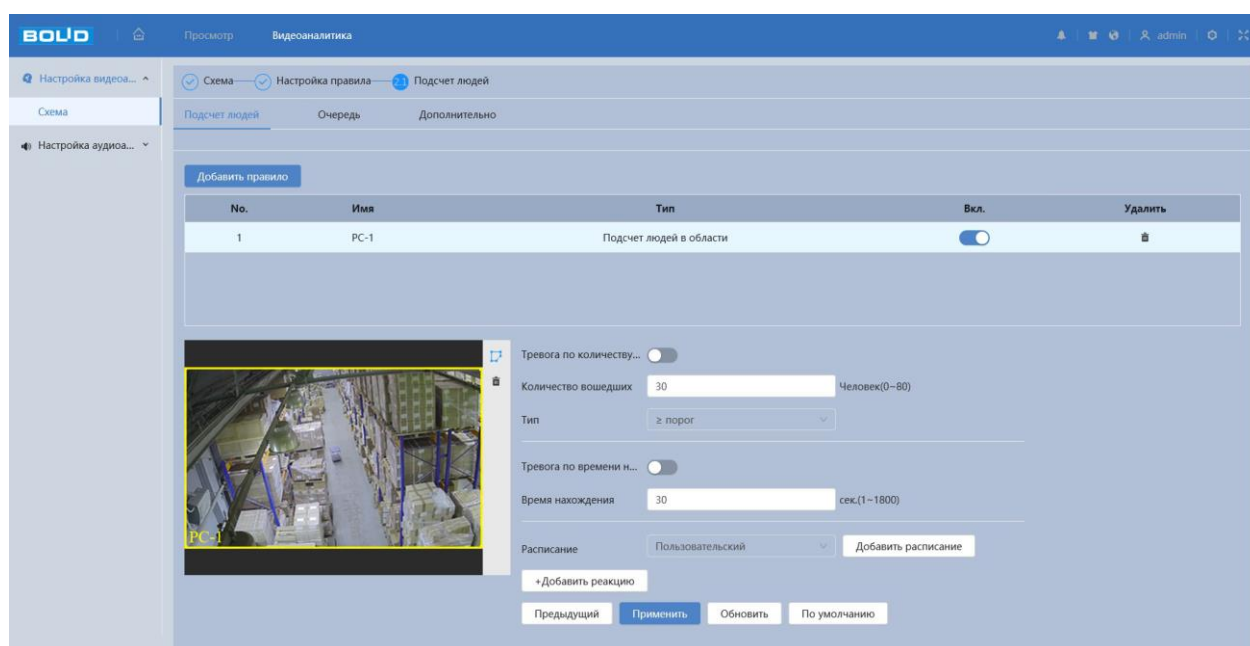 BOLID Просмотр Видеоаналитика admin
Настройка видеоа...
Схема
Настройка аудиоа...
Схема Настройка правила 2.1 Подсчет людей
Подсчет людей Очередь Дополнительно
Добавить правило
No. Имя Тип Вкл. Удалить
1 PC-1 Подсчет людей в области
PC-1
Тревога по количеству...
Количество вошедших 30 Человек(0~80)
Тип ≥ порог
Тревога по времени н...
Время нахождения 30 сек.(1~1800)
Расписание Пользовательский Добавить расписание
+Добавить реакцию
Предыдущий Применить Обновить По умолчанию